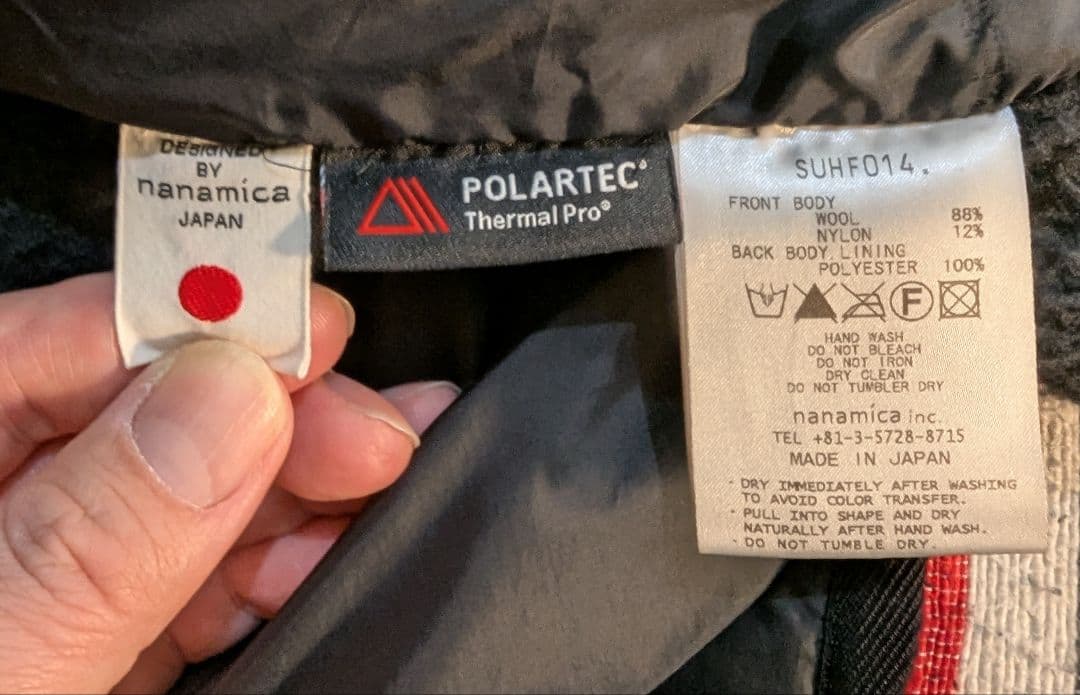 DESIGNED
BY
nanamica
JAPAN
POLARTEC®
Thermal Pro®
SUHF014.
FRONT BODY
WOOL 88%
NYLON 12%
BACK BODY, LINING
POLYESTER 100%
F
HAND WASH
DO NOT BLEACH
DO NOT IRON
DRY CLEAN
DO NOT TUMBLER DRY
nanamica inc.
TEL +81-3-5728-8715
MADE IN JAPAN
· DRY IMMEDIATELY AFTER WASHING
TO AVOID COLOR TRANSFER.
· PULL INTO SHAPE AND DRY
NATURALLY AFTER HAND WASH.
· DO NOT TUMBLE DRY.